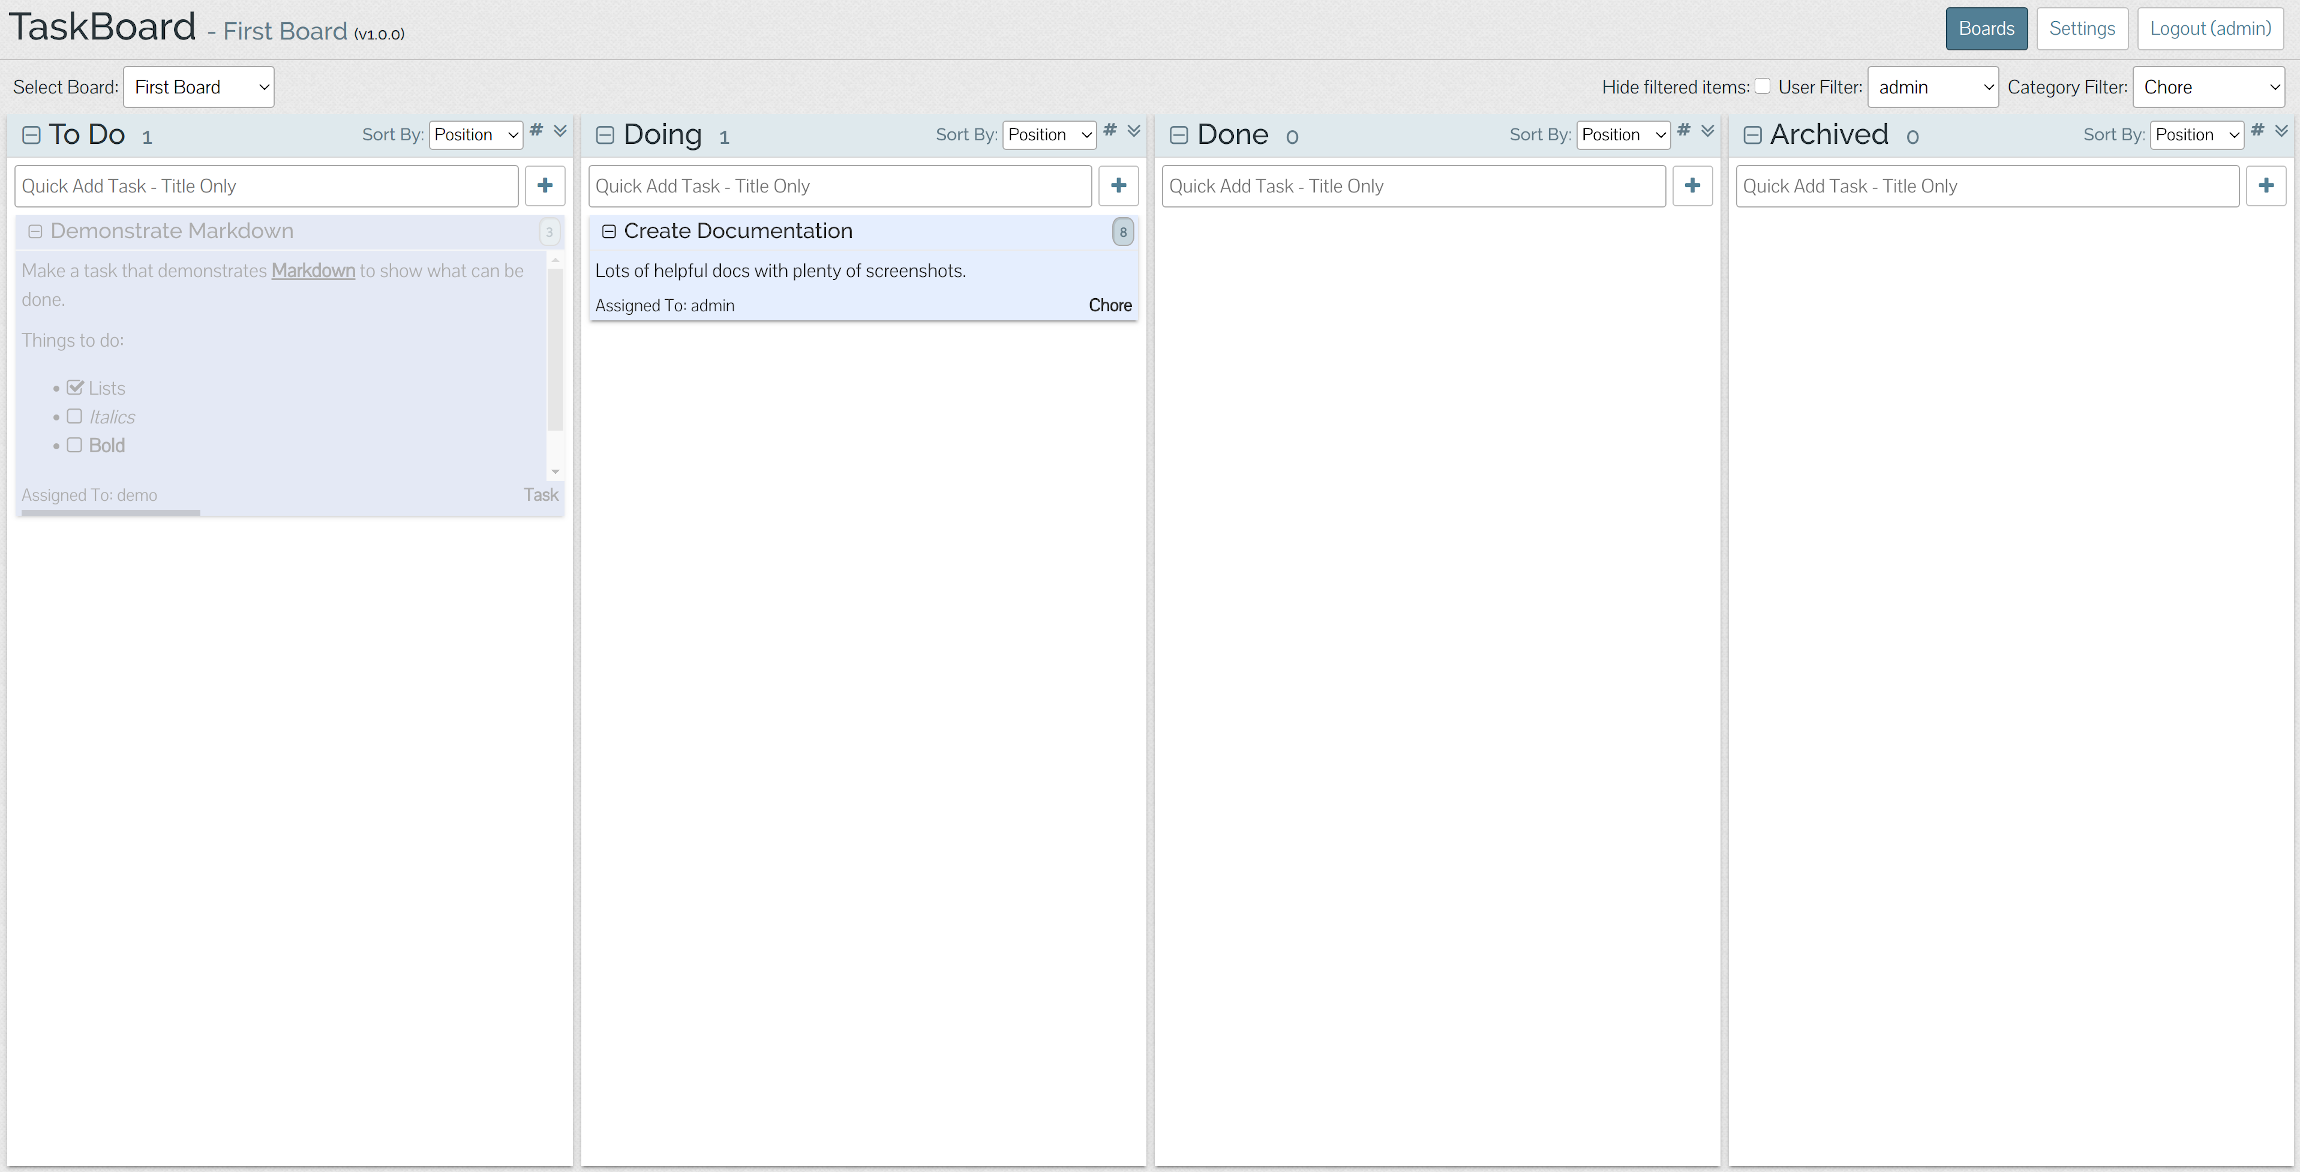 TaskBoard - First Board (v1.0.0)
Boards
Settings
Logout (admin)
Select Board: First Board
Hide filtered items: User Filter: admin Category Filter: Chore
To Do 1 Sort By: Position #
Quick Add Task - Title Only
Demonstrate Markdown 3
Make a task that demonstrates Markdown to show what can be
done.
Things to do:
• Lists
• Italics
• Bold
Assigned To: demo Task
Doing 1 Sort By: Position #
Quick Add Task - Title Only
Create Documentation 8
Lots of helpful docs with plenty of screenshots.
Assigned To: admin Chore
Done 0 Sort By: Position #
Quick Add Task - Title Only
Archived 0 Sort By: Position #
Quick Add Task - Title Only